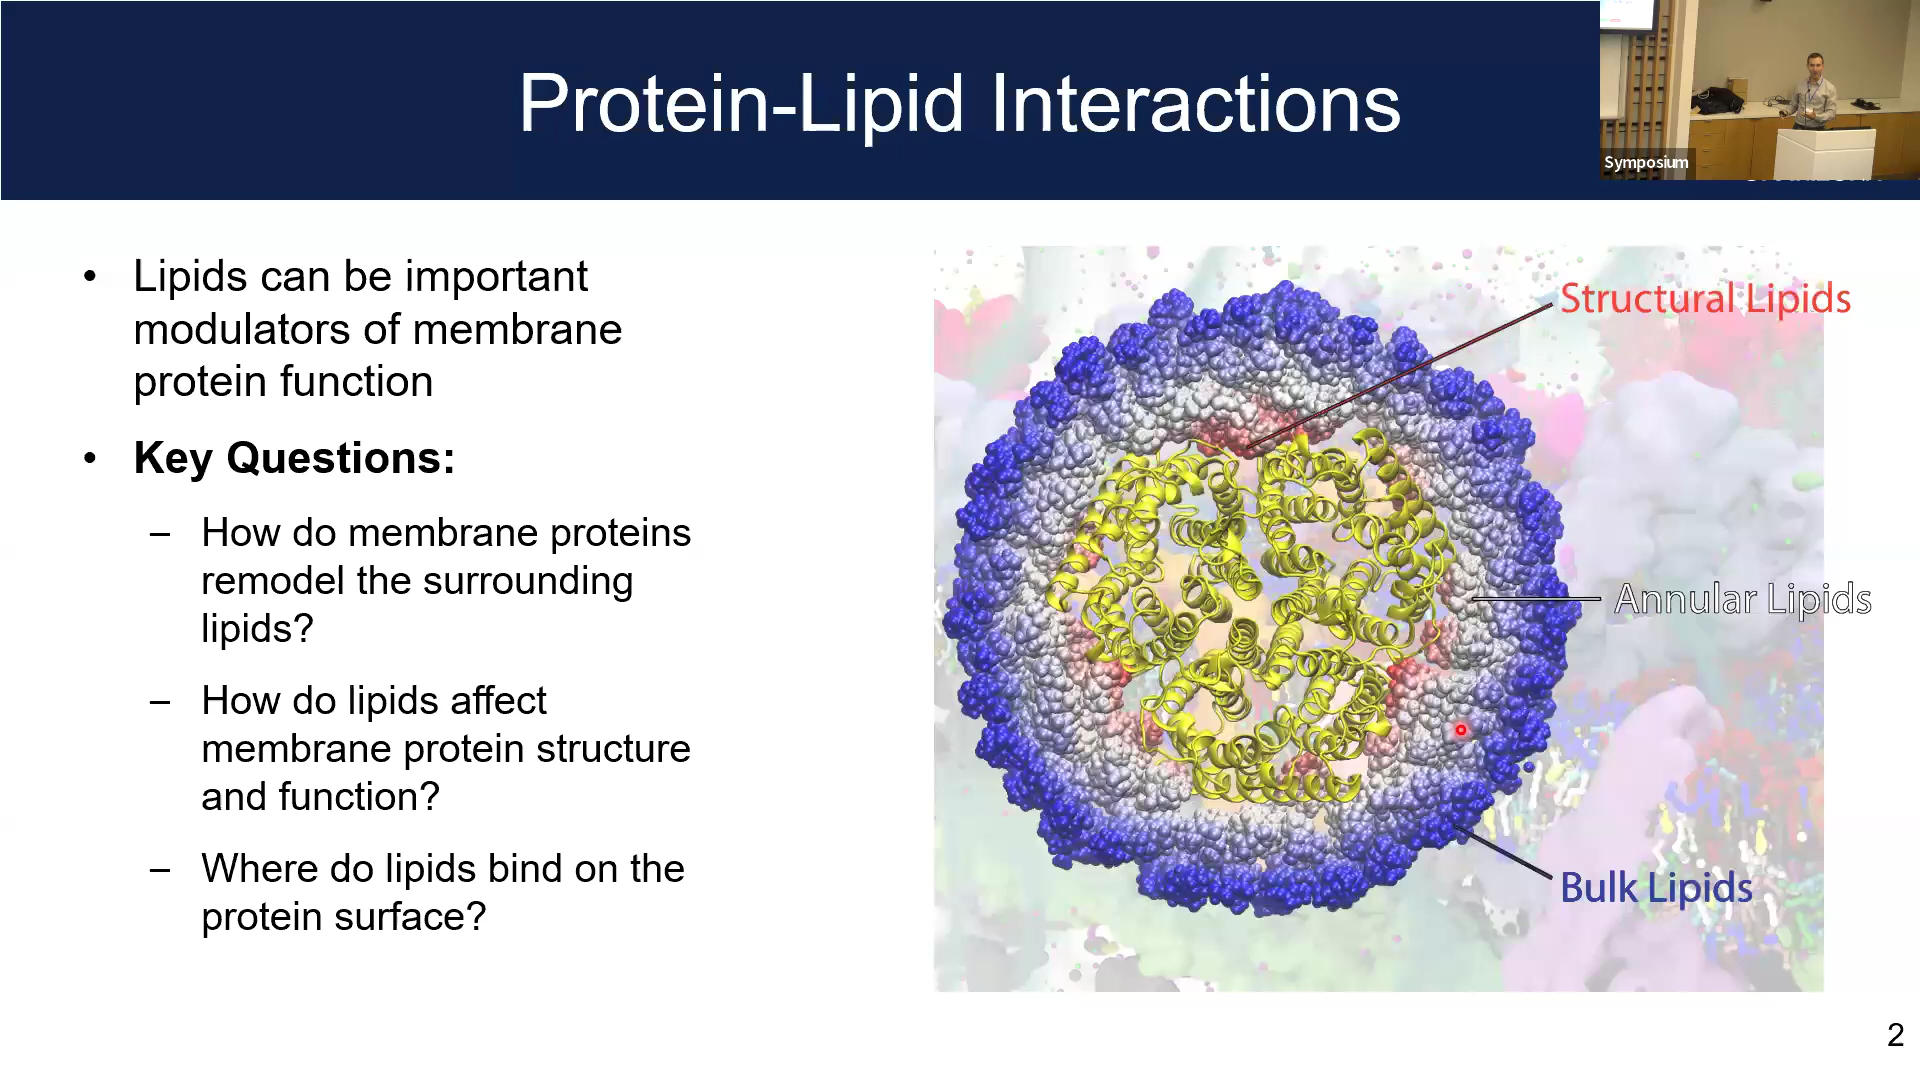 Protein-Lipid Interactions
Symposium
• Lipids can be important
modulators of membrane
protein function
• Key Questions:
– How do membrane proteins
remodel the surrounding
lipids?
– How do lipids affect
membrane protein structure
and function?
– Where do lipids bind on the
protein surface?
Structural Lipids
Annular Lipids
Bulk Lipids
2